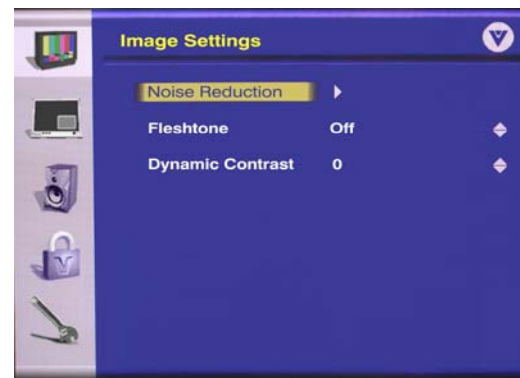 Image Settings
V
Noise Reduction
Fleshtone Off
Dynamic Contrast 0